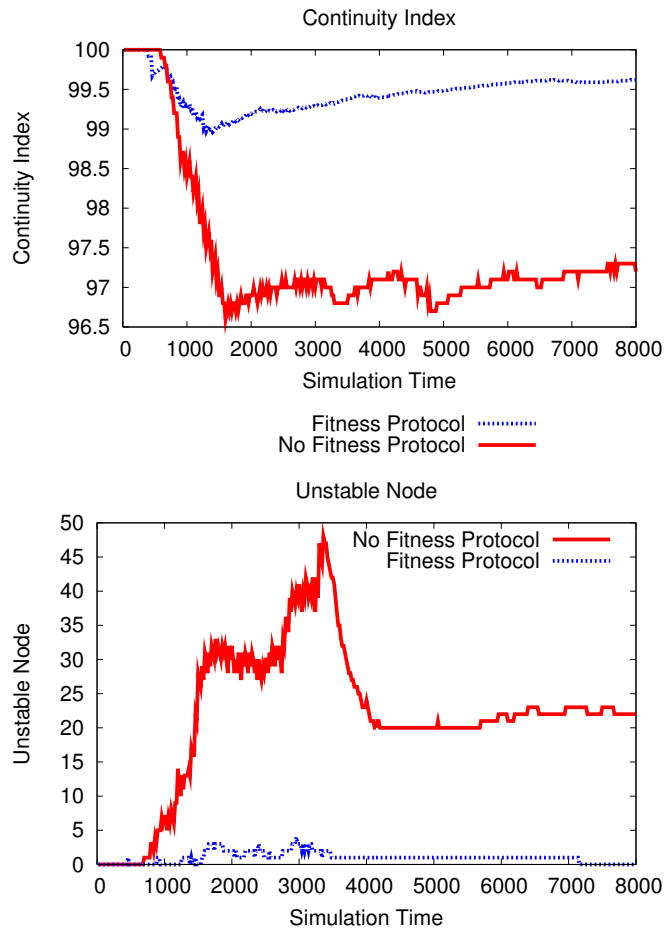 Continuity Index
100
99.5
99
98.5
98
97.5
97
96.5
Continuity Index
0 1000 2000 3000 4000 5000 6000 7000 8000
Simulation Time
Fitness Protocol
No Fitness Protocol
Unstable Node
50
45
40
35
30
25
20
15
10
5
0
Unstable Node
No Fitness Protocol
Fitness Protocol
0 1000 2000 3000 4000 5000 6000 7000 8000
Simulation Time